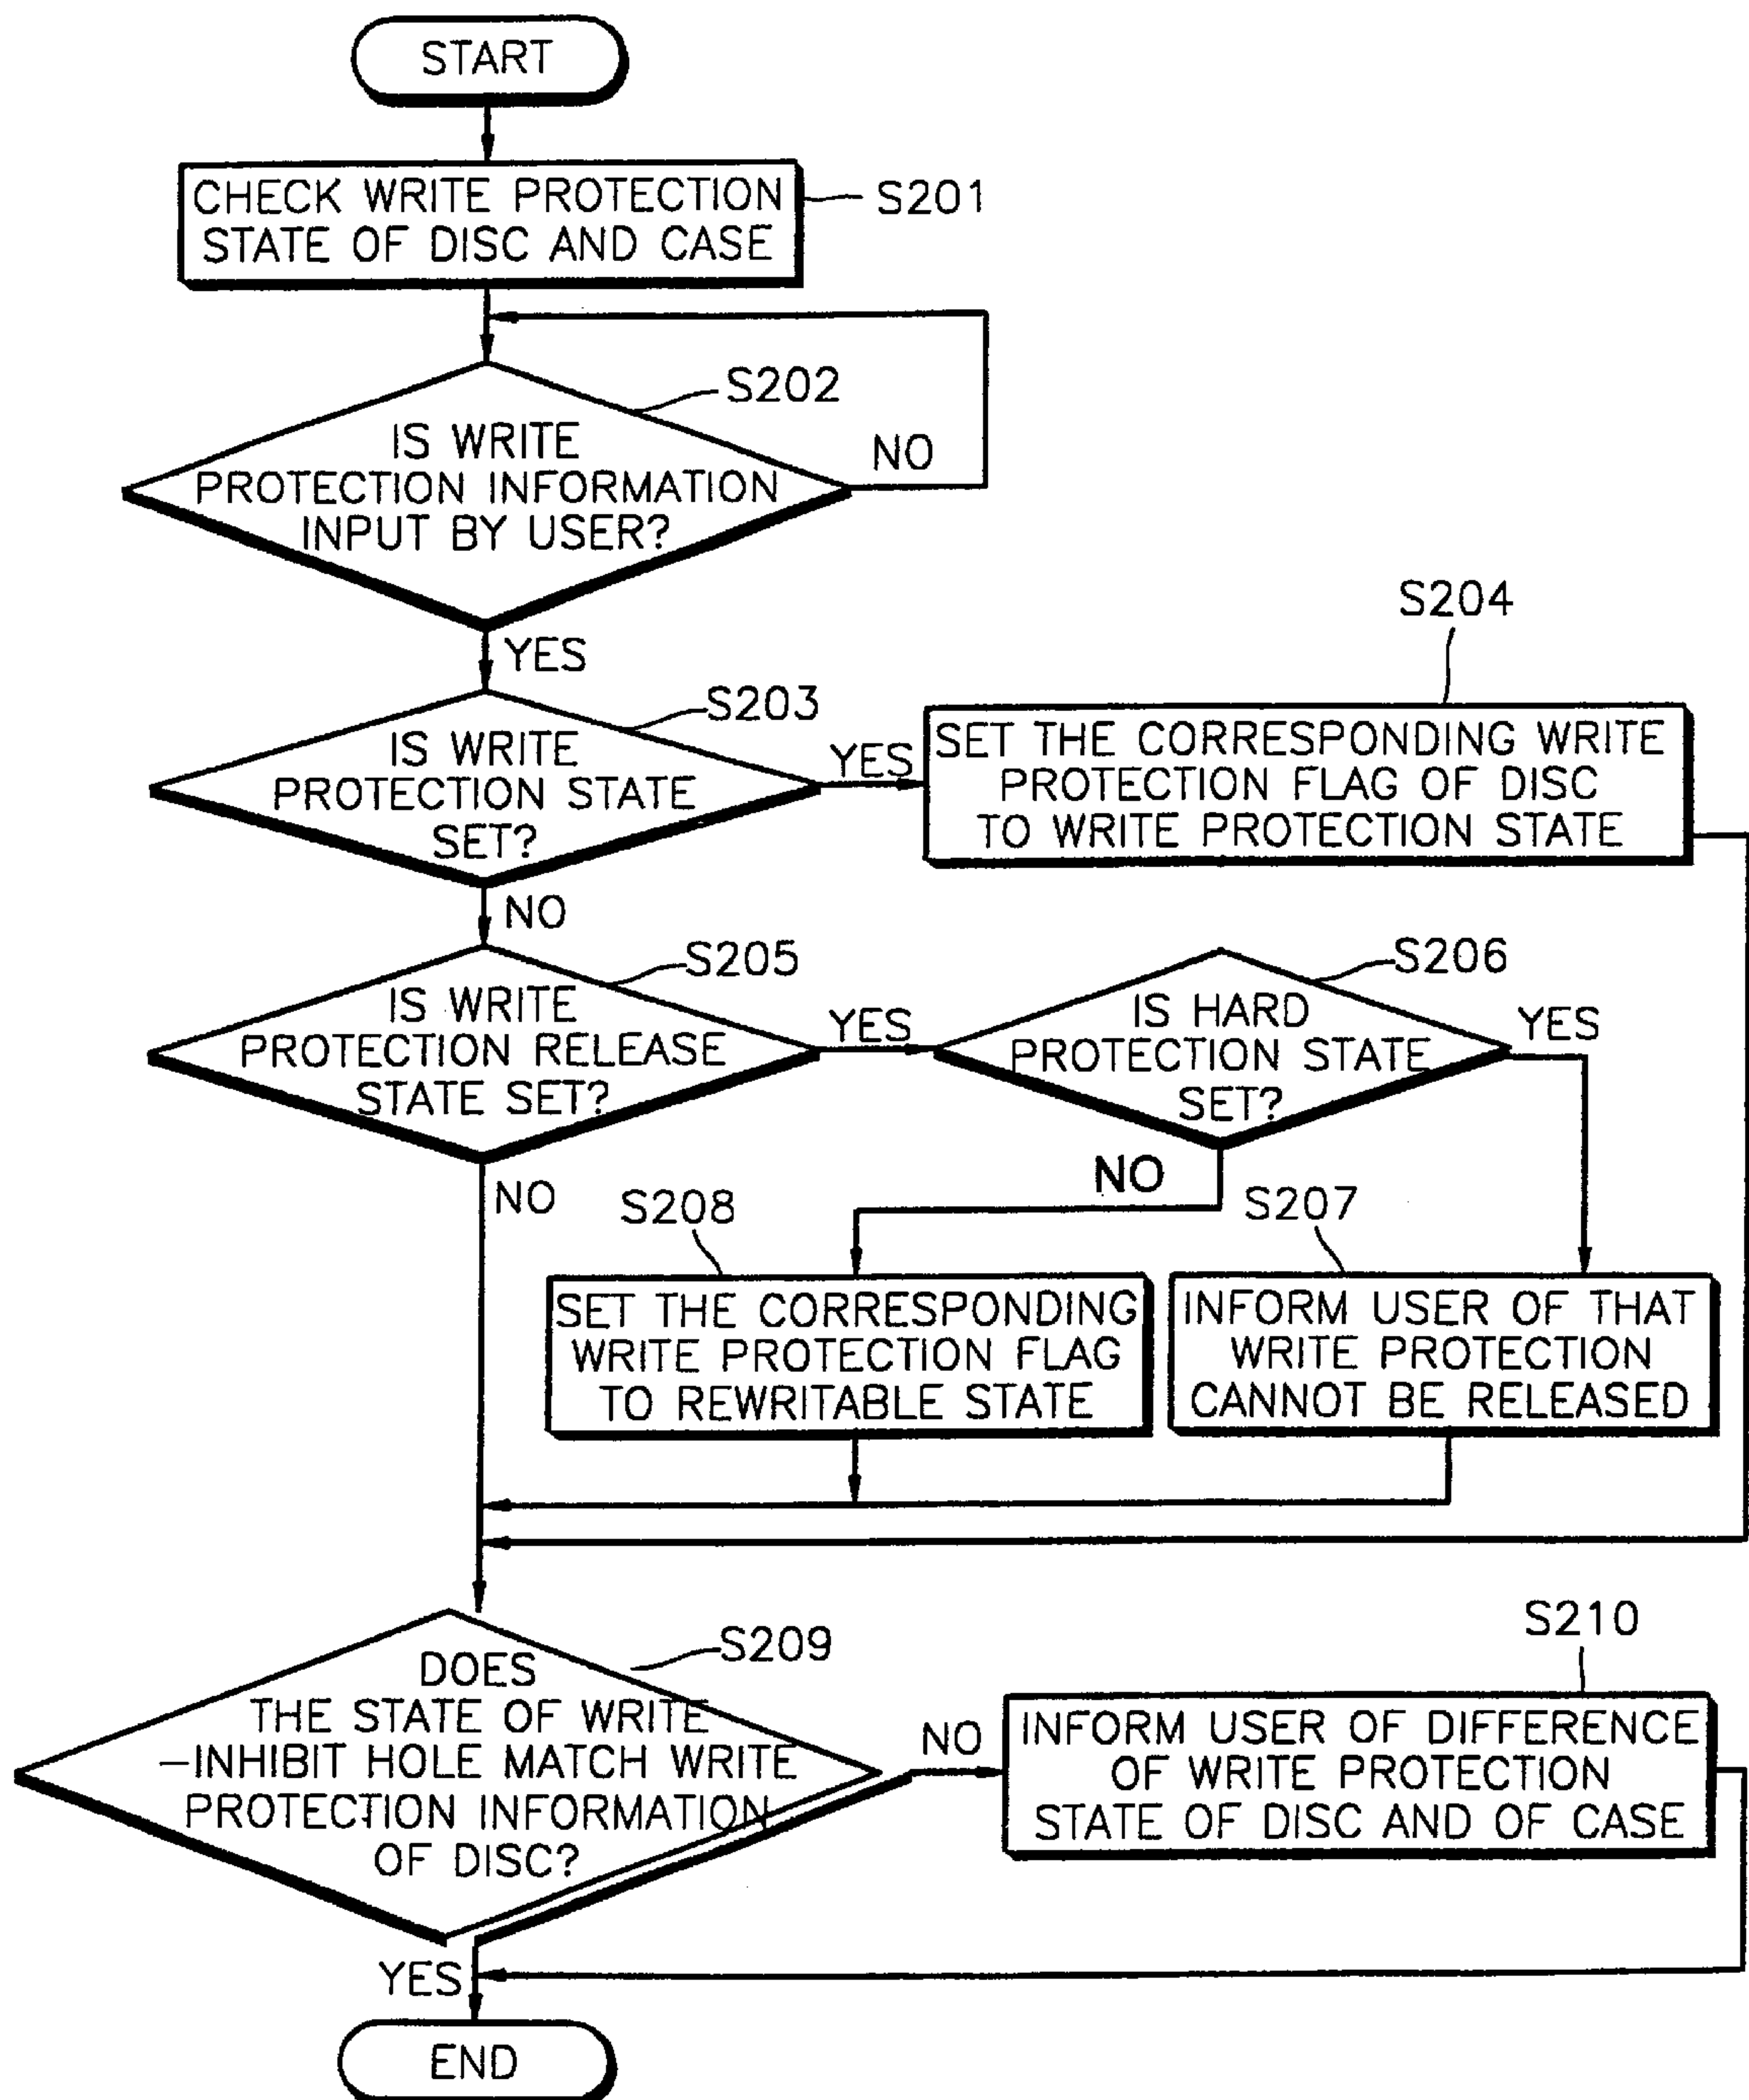 START
CHECK WRITE PROTECTION
STATE OF DISC AND CASE
S201
S202
IS WRITE
PROTECTION INFORMATION
INPUT BY USER?
NO
YES
S203
IS WRITE
PROTECTION STATE
SET?
YES
S204
SET THE CORRESPONDING WRITE
PROTECTION FLAG OF DISC
TO WRITE PROTECTION STATE
NO
S205
IS WRITE
PROTECTION RELEASE
STATE SET?
YES
S206
IS HARD
PROTECTION STATE
SET?
YES
NO
NO
S208
SET THE CORRESPONDING
WRITE PROTECTION FLAG
TO REWRITABLE STATE
S207
INFORM USER OF THAT
WRITE PROTECTION
CANNOT BE RELEASED
S209
DOES
THE STATE OF WRITE
-INHIBIT HOLE MATCH WRITE
PROTECTION INFORMATION
OF DISC?
NO
S210
INFORM USER OF DIFFERENCE
OF WRITE PROTECTION
STATE OF DISC AND OF CASE
YES
END